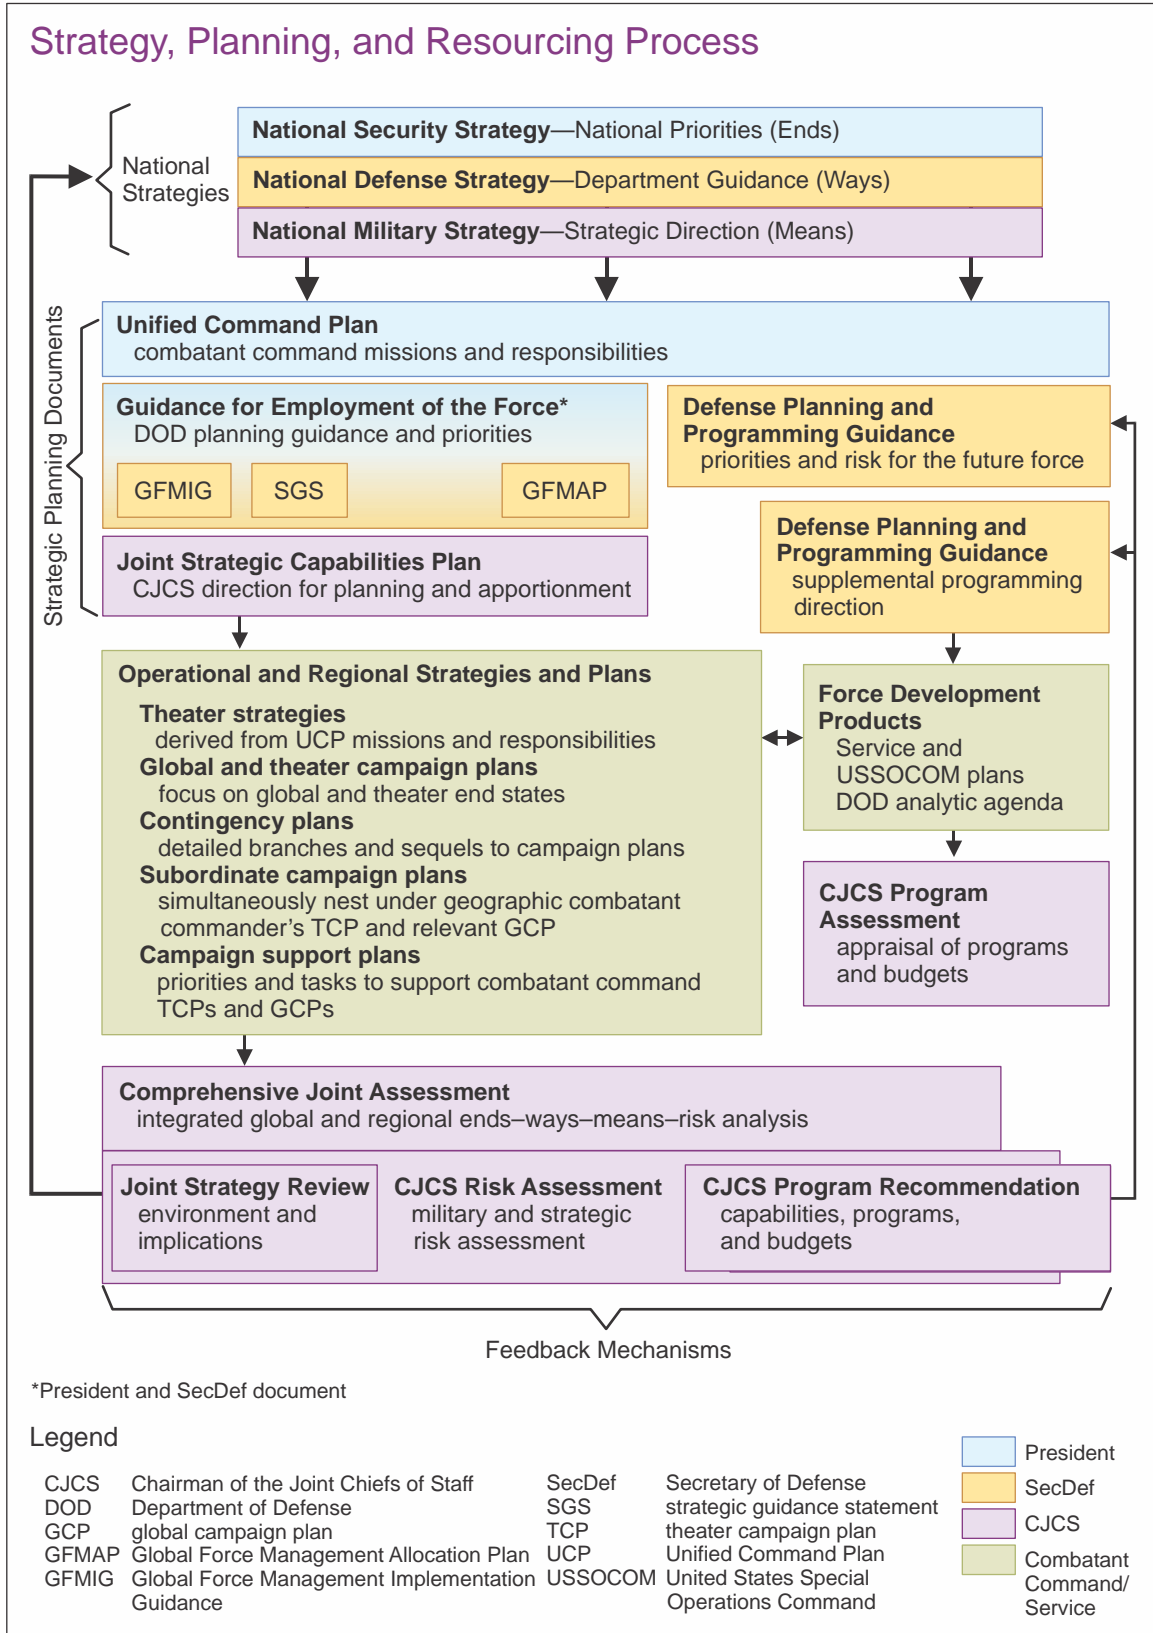 Strategy, Planning, and Resourcing Process
National Security Strategy—National Priorities (Ends)
National
Strategies
National Defense Strategy—Department Guidance (Ways)
National Military Strategy—Strategic Direction (Means)
Strategic Planning Documents
Unified Command Plan
combatant command missions and responsibilities
Guidance for Employment of the Force*
DOD planning guidance and priorities
GFMIG
SGS
GFMAP
Defense Planning and
Programming Guidance
priorities and risk for the future force
Joint Strategic Capabilities Plan
CJCS direction for planning and apportionment
Defense Planning and
Programming Guidance
supplemental programming
direction
Operational and Regional Strategies and Plans
Theater strategies
derived from UCP missions and responsibilities
Global and theater campaign plans
focus on global and theater end states
Contingency plans
detailed branches and sequels to campaign plans
Subordinate campaign plans
simultaneously nest under geographic combatant
commander’s TCP and relevant GCP
Campaign support plans
priorities and tasks to support combatant command
TCPs and GCPs
Force Development
Products
Service and
USSOCOM plans
DOD analytic agenda
CJCS Program
Assessment
appraisal of programs
and budgets
Comprehensive Joint Assessment
integrated global and regional ends–ways–means–risk analysis
Joint Strategy Review
environment and
implications
CJCS Risk Assessment
military and strategic
risk assessment
CJCS Program Recommendation
capabilities, programs,
and budgets
Feedback Mechanisms
*President and SecDef document
Legend
CJCS Chairman of the Joint Chiefs of Staff
DOD Department of Defense
GCP global campaign plan
GFMAP Global Force Management Allocation Plan
GFMIG Global Force Management Implementation
Guidance
SecDef Secretary of Defense
SGS strategic guidance statement
TCP theater campaign plan
UCP Unified Command Plan
USSOCOM United States Special
Operations Command
President
SecDef
CJCS
Combatant
Command/
Service